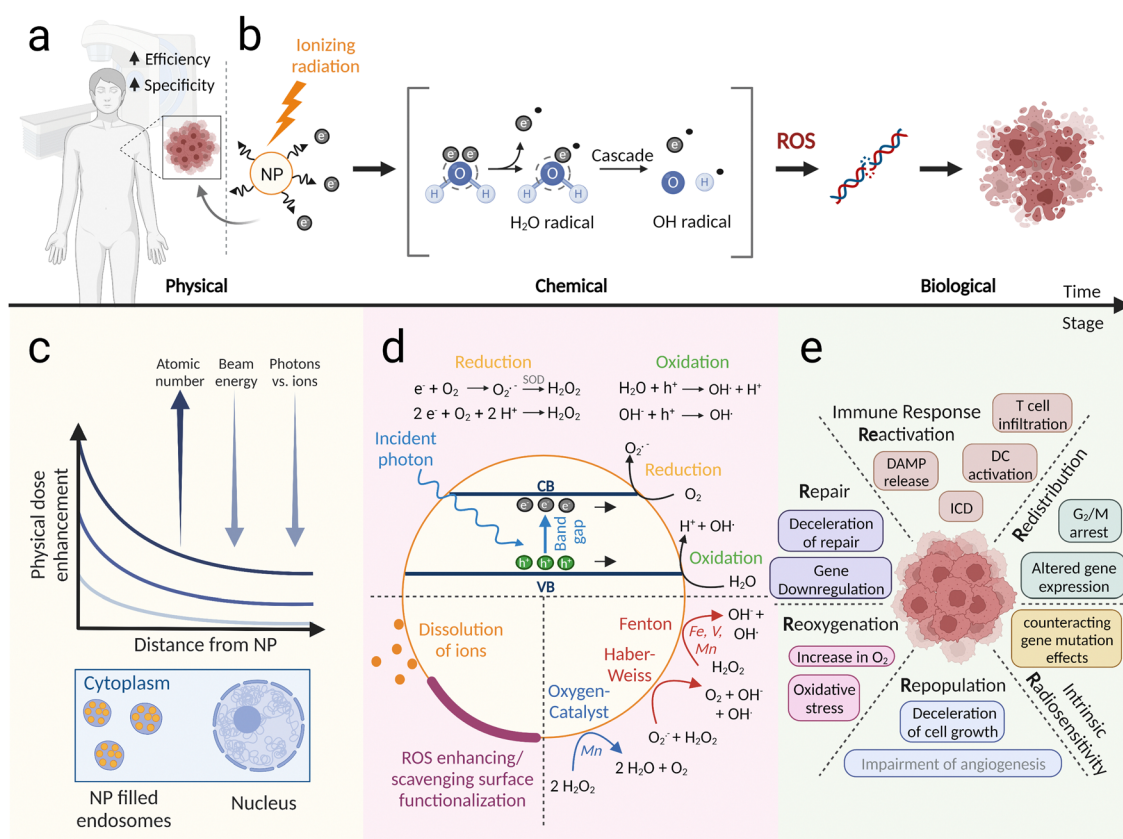 a
Efficiency
Specificity
b
Ionizing
radiation
NP
e⁻
e⁻
e⁻
e⁻ e⁻
O
H H
e⁻
e⁻
O
H H
H₂O radical
Cascade
e⁻
O H
OH radical
ROS
Physical
Chemical
Biological
Time
Stage
c
Atomic
number
Beam
energy
Photons
vs. ions
Physical dose
enhancement
Distance from NP
Cytoplasm
NP filled
endosomes
Nucleus
d
Reduction
e⁻ + O₂ → O₂·⁻ SOD → H₂O₂
2 e⁻ + O₂ + 2 H⁺ → H₂O₂
Oxidation
H₂O + h⁺ → OH· + H⁺
OH⁻ + h⁺ → OH·
Incident
photon
CB
e⁻ e⁻ e⁻
Band
gap
h⁺ h⁺ h⁺
VB
O₂·⁻
Reduction
O₂
H⁺ + OH·
Oxidation
H₂O
Dissolution
of ions
ROS enhancing/
scavenging surface
functionalization
Fenton
Fe, V,
Mn
OH⁻ +
OH·
H₂O₂
Haber-
Weiss
O₂ + OH⁻
+ OH·
O₂·⁻ + H₂O₂
Oxygen-
Catalyst
Mn
2 H₂O + O₂
2 H₂O₂
e
Immune Response
Reactivation
T cell
infiltration
DAMP
release
DC
activation
ICD
Repair
Deceleration
of repair
Gene
Downregulation
Redistribution
G₂/M
arrest
Altered gene
expression
Reoxygenation
Increase in O₂
Oxidative
stress
Repopulation
Deceleration
of cell growth
Impairment of angiogenesis
counteracting
gene mutation
effects
Intrinsic
Radiosensitivity